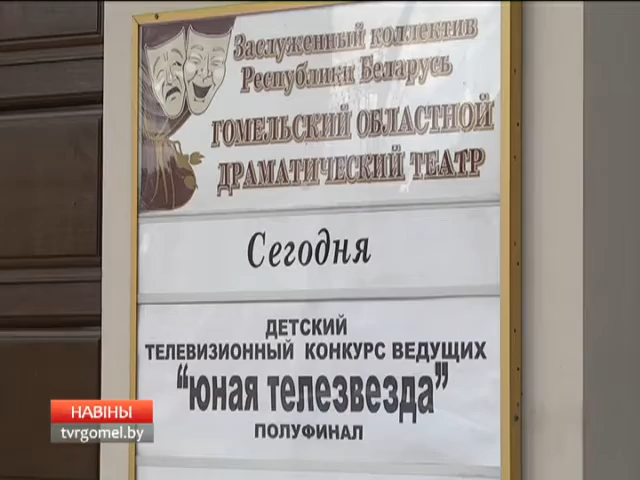 Заслуженный коллектив
Республики Беларусь
ГОМЕЛЬСКИЙ ОБЛАСТНОЙ
ДРАМАТИЧЕСКИЙ ТЕАТР
Сегодня
ДЕТСКИЙ
ТЕЛЕВИЗИОННЫЙ КОНКУРС ВЕДУЩИХ
"юная телезвезда"
ПОЛУФИНАЛ
НАВІНЫ
tvrgomel.by